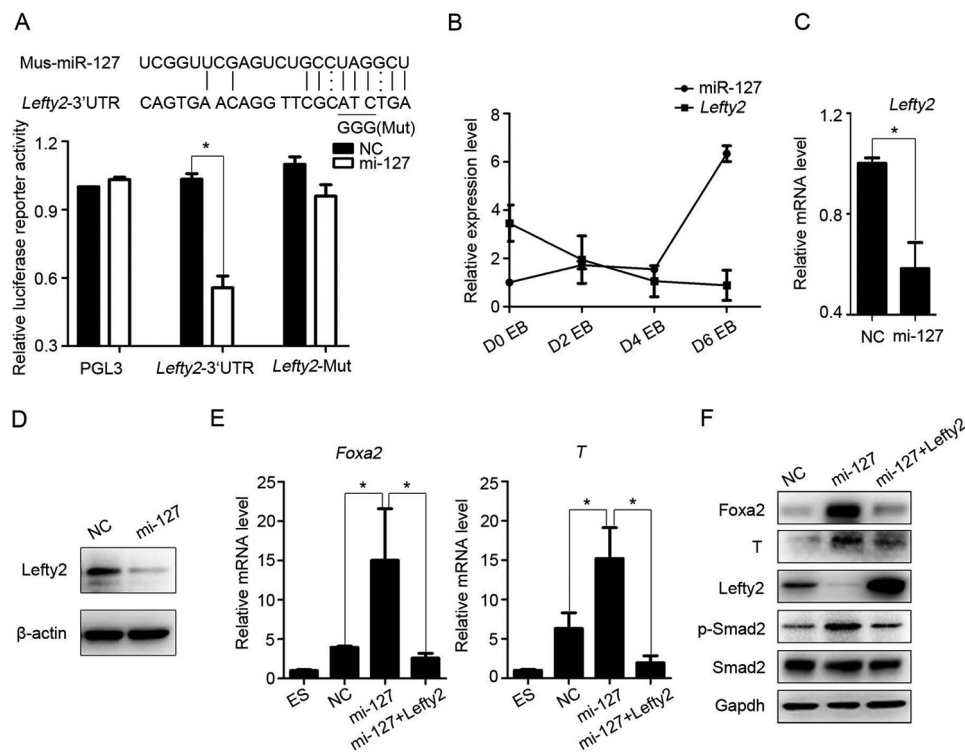 A
Mus-miR-127 UCGGUUCGAGUCUGCCUAGGCU
Lefty2-3'UTR CAGTGAACAGG TTCGCATCTGA
GGG(Mut)
NC
mi-127
Relative luciferase reporter activity
1.2
0.9
0.6
0.3
PGL3 Lefty2-3'UTR Lefty2-Mut
B
miR-127
Lefty2
Relative expression level
8
6
4
2
0
D0 EB D2 EB D4 EB D6 EB
C
Lefty2
*
Relative mRNA level
1.2
0.8
0.4
NC mi-127
*
D
NC mi-127
Lefty2
β-actin
E
Foxa2
Relative mRNA level
25
20
15
10
5
0
* *
ES NC mi-127 mi-127+Lefty2
T
Relative mRNA level
25
20
15
10
5
0
* *
ES NC mi-127 mi-127+Lefty2
F
NC mi-127 mi-127+Lefty2
Foxa2
T
Lefty2
p-Smad2
Smad2
Gapdh